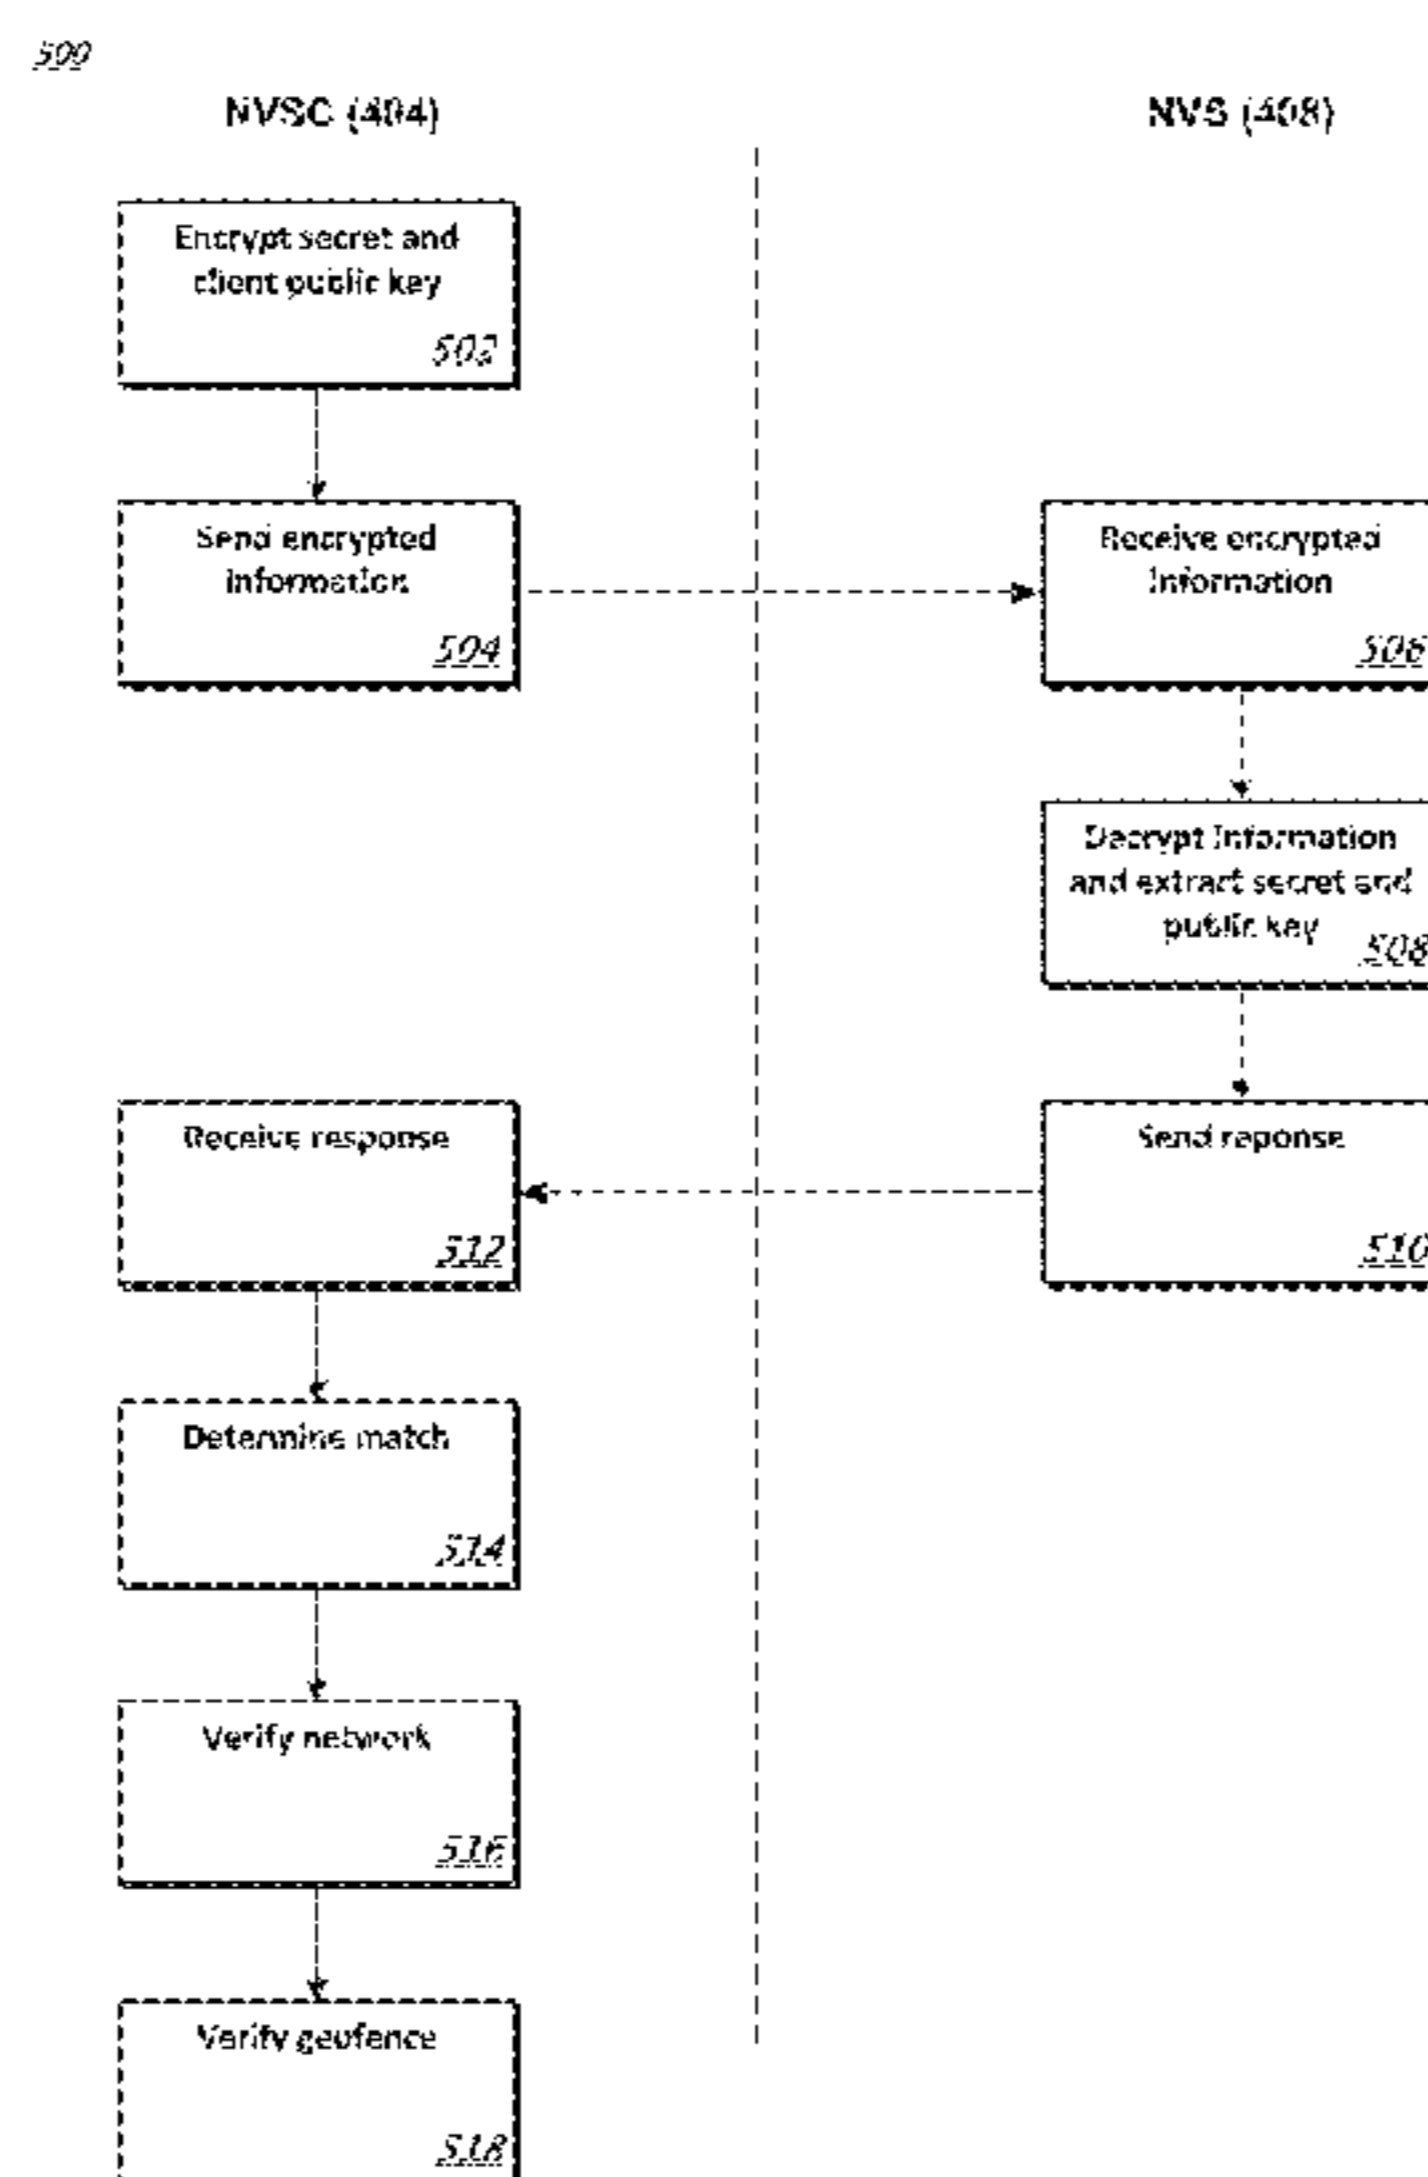 500
NVSC (404)
NVS (408)
Encrypt secret and
client public key
502
Send encrypted
information
504
Receive encrypted
Information
506
Decrypt Information
and extract secret and
public key
508
Send raponse
510
Receive response
512
Determine match
514
Verify network
516
Verify geofence
518